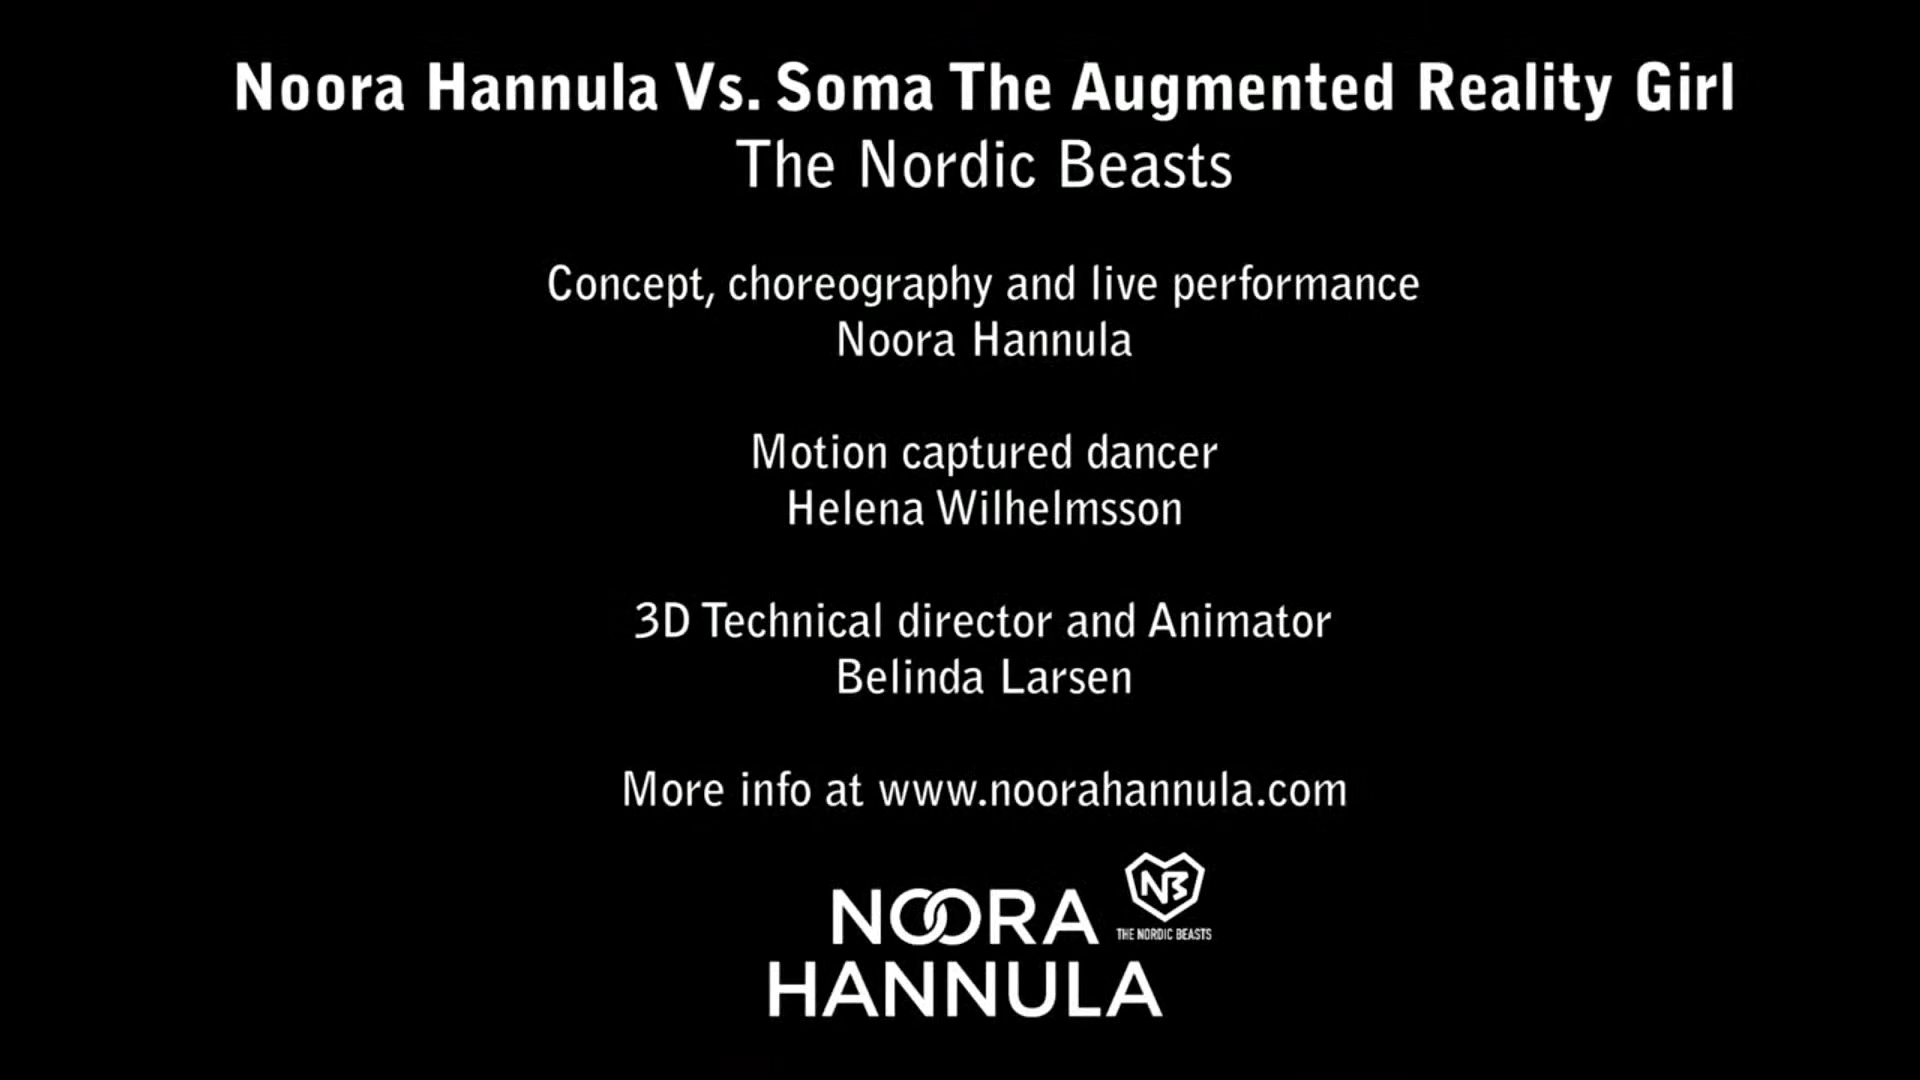 Noora Hannula Vs. Soma The Augmented Reality Girl
The Nordic Beasts
Concept, choreography and live performance
Noora Hannula
Motion captured dancer
Helena Wilhelmsson
3D Technical director and Animator
Belinda Larsen
More info at www.noorahannula.com
NOORA
HANNULA
NB
THE NORDIC BEASTS